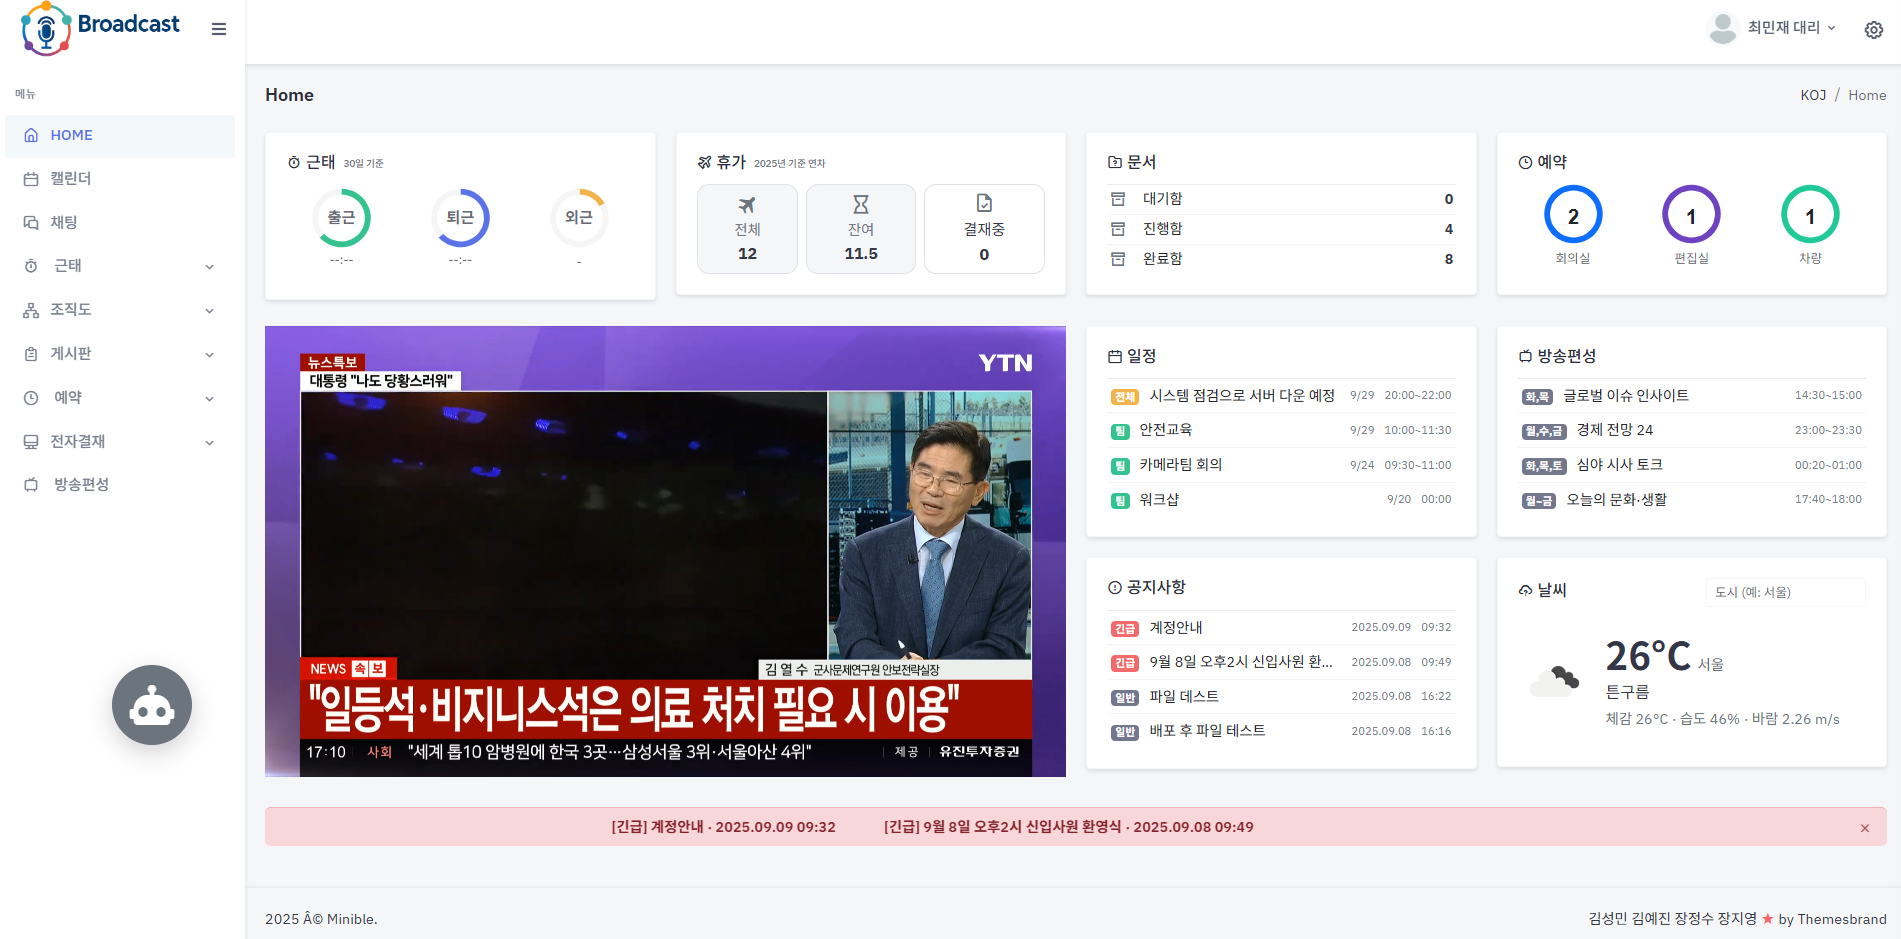 Broadcast
최민재 대리
메뉴
HOME
캘린더
채팅
근태
조직도
게시판
예약
전자결재
방송편성
Home
KOJ / Home
근태 30일 기준
출근
퇴근
외근
--:--
--:--
-
휴가 2025년 기준 연차
전체
12
잔여
11.5
결재중
0
문서
대기함 0
진행함 4
완료함 8
예약
2
1
1
회의실
편집실
차량
뉴스특보
YTN
대통령 "나도 당황스러워"
NEWS 속보
김 열 수 군사문제연구원 안보전략실장
"일등석·비지니스석은 의료 처치 필요 시 이용"
17:10 사회 "세계 톱10 암병원에 한국 3곳…삼성서울 3위·서울아산 4위" 제공 유진투자증권
일정
전체 시스템 점검으로 서버 다운 예정 9/29 20:00~22:00
팀 안전교육 9/29 10:00~11:30
팀 카메라팀 회의 9/24 09:30~11:00
팀 워크샵 9/20 00:00
방송편성
화,목 글로벌 이슈 인사이트 14:30~15:00
월,수,금 경제 전망 24 23:00~23:30
화,목,토 심야 시사 토크 00:20~01:00
월~금 오늘의 문화·생활 17:40~18:00
공지사항
긴급 계정안내 2025.09.09 09:32
긴급 9월 8일 오후2시 신입사원 환... 2025.09.08 09:49
일반 파일 데스트 2025.09.08 16:22
일반 배포 후 파일 테스트 2025.09.08 16:16
날씨
도시 (예: 서울)
26°C 서울
튼구름
체감 26°C · 습도 46% · 바람 2.26 m/s
[긴급] 계정안내 · 2025.09.09 09:32 [긴급] 9월 8일 오후2시 신입사원 환영식 · 2025.09.08 09:49
2025 Â© Minible.
김성민 김예진 장정수 장지영 ★ by Themesbrand